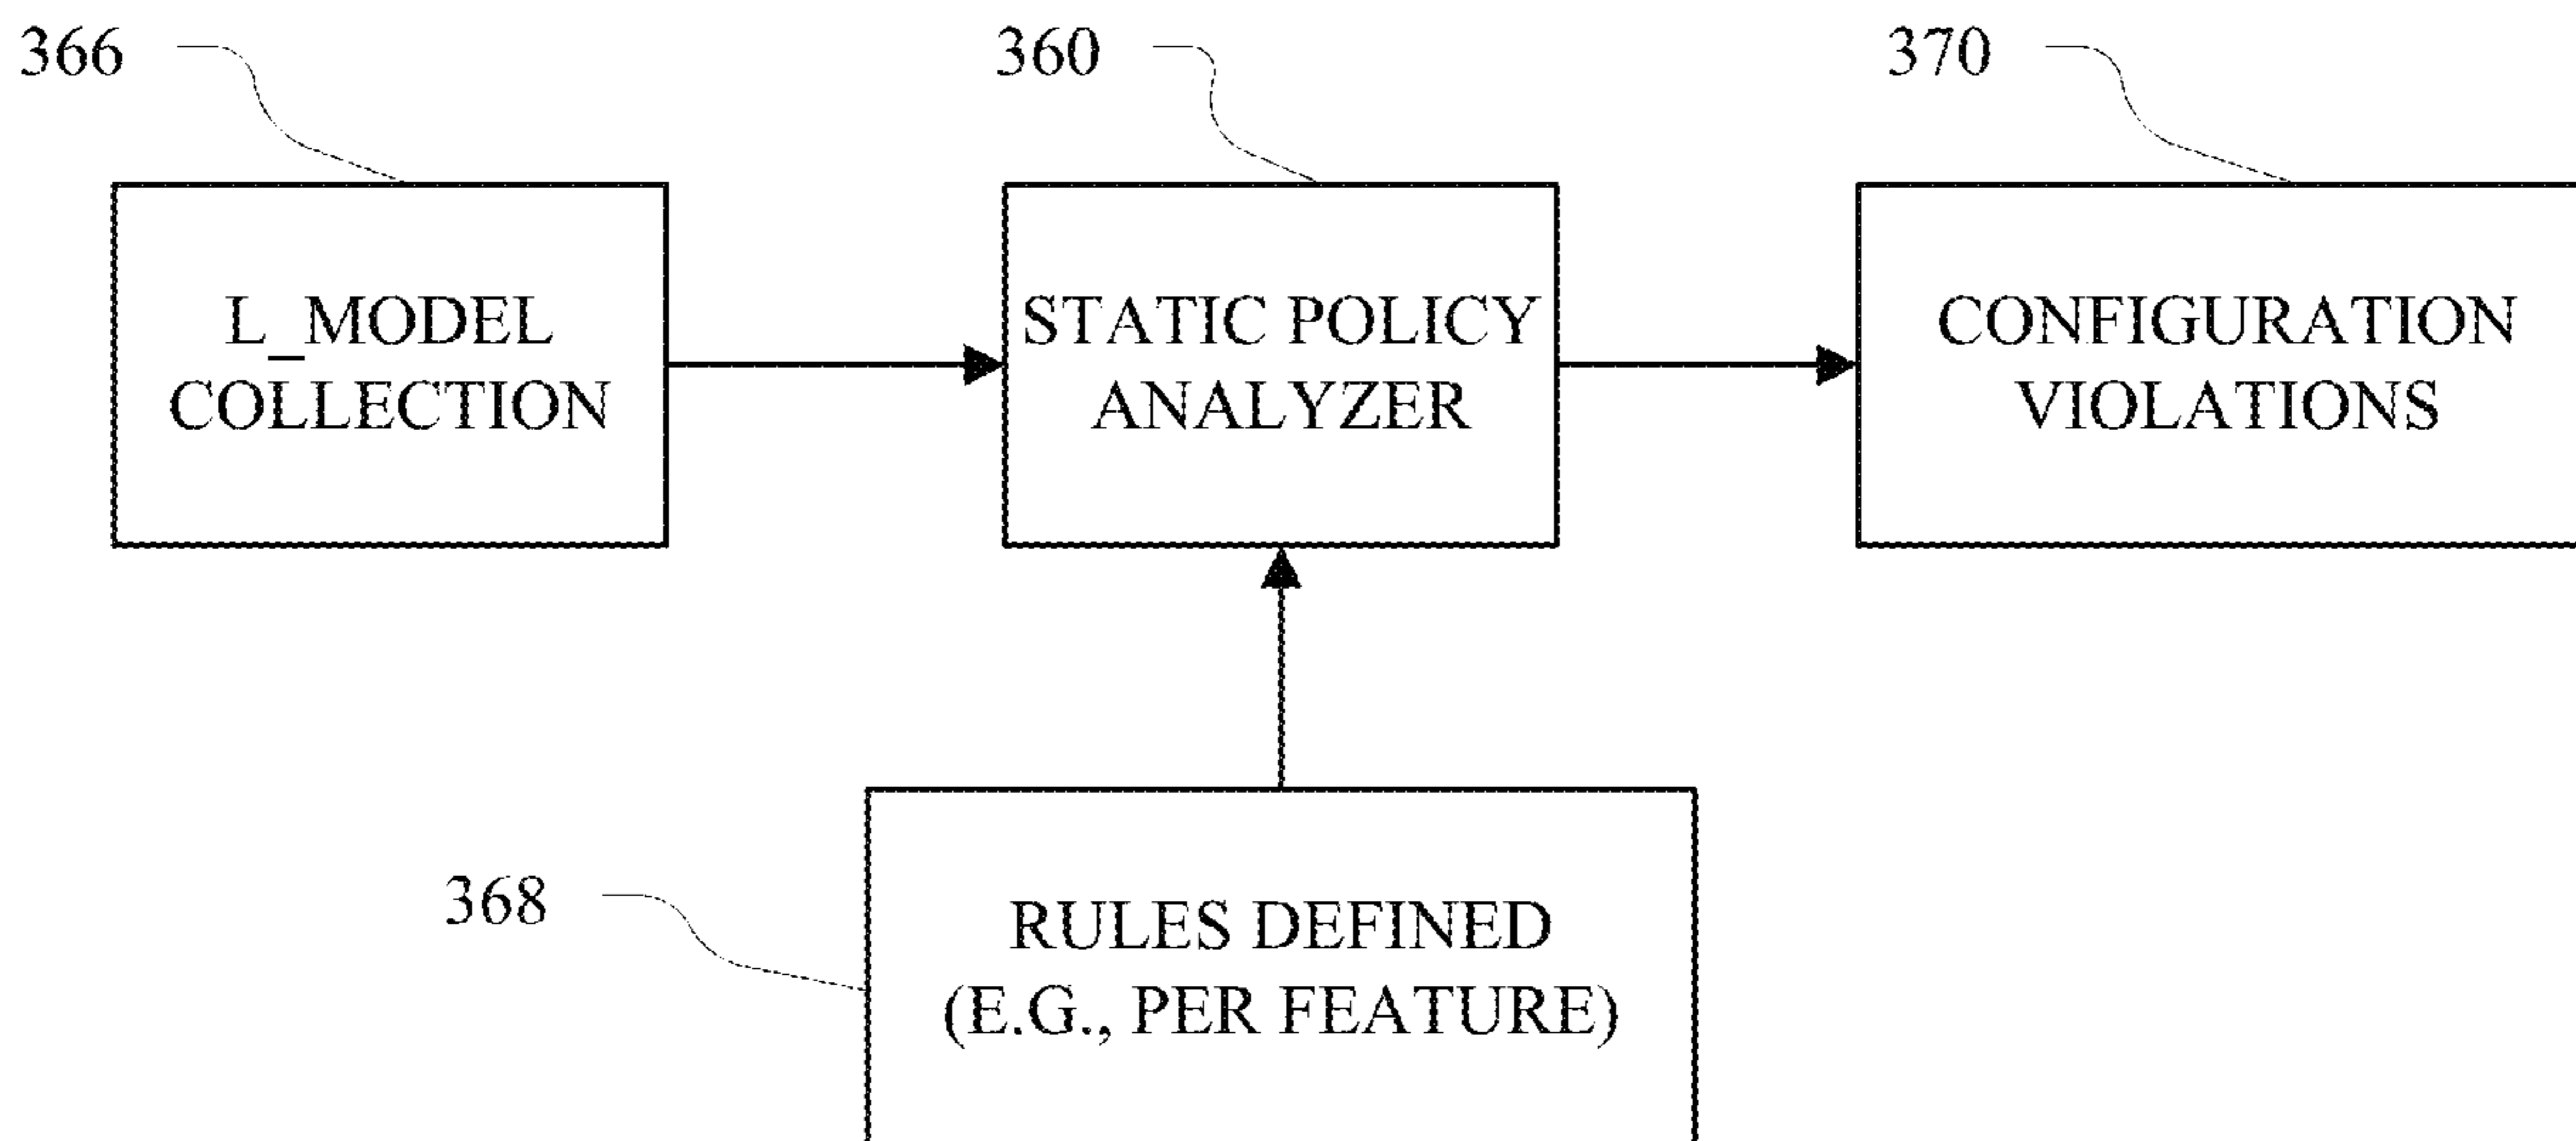 366
360
370
L_MODEL
COLLECTION
STATIC POLICY
ANALYZER
CONFIGURATION
VIOLATIONS
368
RULES DEFINED
(E.G., PER FEATURE)